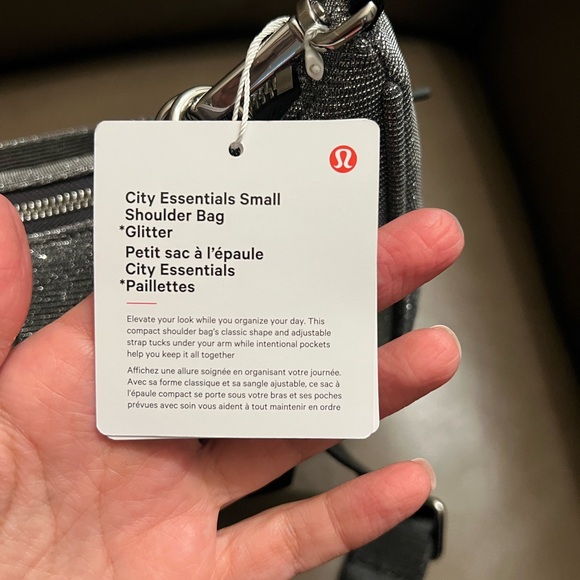 City Essentials Small
Shoulder Bag
*Glitter
Petit sac à l'épaule
City Essentials
*Paillettes
Elevate your look while you organize your day. This
compact shoulder bag's classic shape and adjustable
strap tucks under your arm while intentional pockets
help you keep it all together
Affichez une allure soignée en organisant votre journée.
Avec sa forme classique et sa sangle ajustable, ce sac à
l'épaule compact se porte sous votre bras et ses poches
prévues avec soin vous aident à tout maintenir en ordre